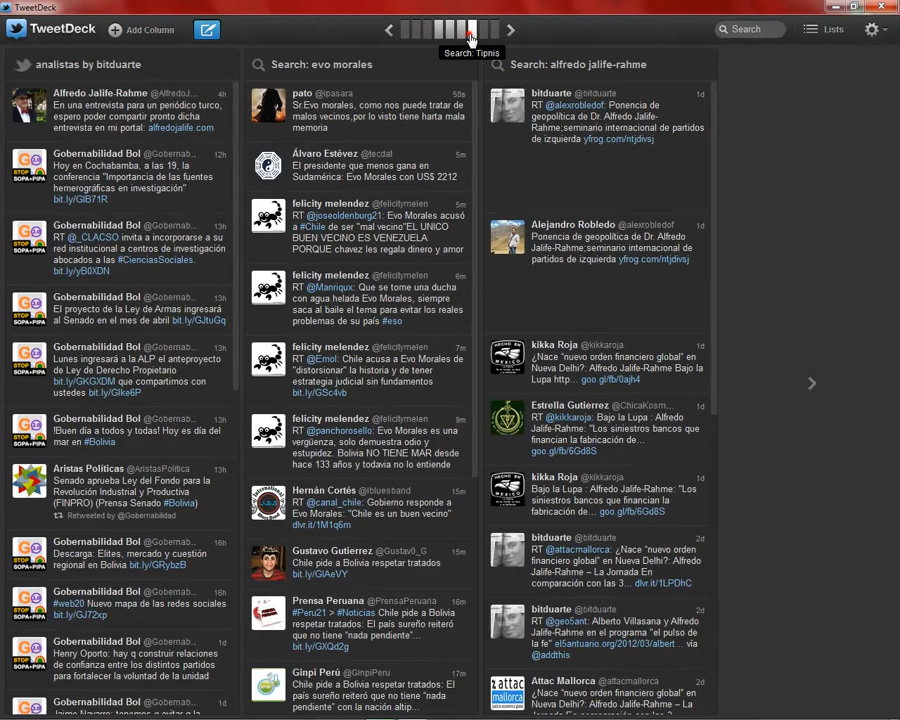 TweetDeck
TweetDeck
Add Column
Search: Tipnis
Search
Lists
analistas by bitduarte
Alfredo Jalife-Rahme @AlfredoJ... 4h
En una entrevista para un periódico turco,
espero poder compartir pronto dicha
entrevista en mi portal: alfredojalife.com
Gobernabilidad Bol @Gobernab... 12h
Hoy en Cochabamba, a las 19, la
conferencia "Importancia de las fuentes
hemerográficas en investigación"
bit.ly/GIB71R
Gobernabilidad Bol @Gobernab... 13h
RT @_CLACSO invita a incorporarse a su
red institucional a centros de investigación
abocados a las #CienciasSociales.
bit.ly/yB0XDN
Gobernabilidad Bol @Gobernab... 13h
El proyecto de la Ley de Armas ingresará
al Senado en el mes de abril bit.ly/GJtuGq
Gobernabilidad Bol @Gobernab... 13h
Lunes ingresará a la ALP el anteproyecto
de Ley de Derecho Propietario
bit.ly/GKGXDM que compartimos con
ustedes bit.ly/GIke6P
Gobernabilidad Bol @Gobernab... 13h
!Buen día a todos y todas! Hoy es día del
mar en #Bolivia
Aristas Políticas @AristasPolitica 13h
Senado aprueba Ley del Fondo para la
Revolución Industrial y Productiva
(FINPRO) (Prensa Senado #Bolivia)
Retweeted by @Gobernabilidad
Gobernabilidad Bol @Gobernab... 16h
Descarga: Elites, mercado y cuestión
regional en Bolivia bit.ly/GRybzB
Gobernabilidad Bol @Gobernab... 16h
#web20 Nuevo mapa de las redes sociales
bit.ly/GJ72xp
Gobernabilidad Bol @Gobernab... 1d
Henry Oporto: hay q construir relaciones
de confianza entre los distintos partidos
para fortalecer la voluntad de la unidad
Gobernabilidad Bol @Gobernab... 1d
Search: evo morales
pato @ipasara 58s
Sr.Evo morales, como nos puede tratar de
malos vecinos,por lo visto tiene harta mala
memoria
Álvaro Estévez @tecdat 5m
El presidente que menos gana en
Sudamérica: Evo Morales con US$ 2212
felicity melendez @felicitymelen 5m
RT @joseoldenburg21: Evo Morales acusó
a #Chile de ser "mal vecino"EL UNICO
BUEN VECINO ES VENEZUELA
PORQUE chavez les regala dinero y amor
felicity melendez @felicitymelen 6m
RT @Manriqux: Que se tome una ducha
con agua helada Evo Morales, siempre
saca al baile el tema para evitar los reales
problemas de su país #eso
felicity melendez @felicitymelen 7m
RT @Emol: Chile acusa a Evo Morales de
"distorsionar" la historia y de tener
estrategia judicial sin fundamentos
bit.ly/GSc4vb
felicity melendez @felicitymelen 9m
RT @panchorosello: Evo Morales es una
vergüenza, solo demuestra odio y
estupidez. Bolivia NO TIENE MAR desde
hace 133 años y todavia no lo entiende
Hernán Cortés @lbluesband 15m
RT @canal_chile: Gobierno responde a
Evo Morales: "Chile es un buen vecino"
dlvr.it/1M1q6m
Gustavo Gutierrez @Gustav0_G 15m
Chile pide a Bolivia respetar tratados
bit.ly/GlAeVY
Prensa Peruana @PrensaPeruana 16m
#Peru21 > #Noticias Chile pide a Bolivia
respetar tratados: El país sureño reiteró
que no tiene "nada pendiente"...
bit.ly/GXQd2g
Ginpi Perú @GinpiPeru 17m
Chile pide a Bolivia respetar tratados: El
país sureño reiteró que no tiene "nada
pendiente" con la nación altip...
Search: alfredo jalife-rahme
bitduarte @bitduarte 1d
RT @alexrobledof: Ponencia de
geopolítica de Dr. Alfredo Jalife-
Rahme;seminario internacional de partidos
de izquierda yfrog.com/ntdjvsj
Alejandro Robledo @alexrobledof 1d
Ponencia de geopolítica de Dr. Alfredo
Jalife-Rahme;seminario internacional de
partidos de izquierda yfrog.com/ntdjvsj
kikka Roja @kikkaroja 1d
¿Nace "nuevo orden financiero global" en
Nueva Delhi?: Alfredo Jalife-Rahme Bajo la
Lupa http... goo.gl/fb/0ajh4
Estrella Gutierrez @ChicaKosm... 1d
RT @kikkaroja: Bajo la Lupa : Alfredo
Jalife-Rahme: "Los siniestros bancos que
financian la fabricación de...
goo.gl/fb/6Gd8S
kikka Roja @kikkaroja 1d
Bajo la Lupa : Alfredo Jalife-Rahme: "Los
siniestros bancos que financian la
fabricación de... goo.gl/fb/6Gd8S
bitduarte @bitduarte 2d
RT @attacmallorca: ¿Nace "nuevo orden
financiero global" en Nueva Delhi? Alfredo
Jalife-Rahme – La Jornada En
comparación con las 3... dlvr.it/1LPDhC
bitduarte @bitduarte 2d
RT @geo5ant: Alberto Villasana y Alfredo
Jalife-Rahme en el programa "el pulso de
la fe" el5antuario.org/2012/03/albert... vía
@addthis
Attac Mallorca @attacmallorca 2d
¿Nace "nuevo orden financiero global" en
Nueva Delhi? Alfredo Jalife-Rahme – La